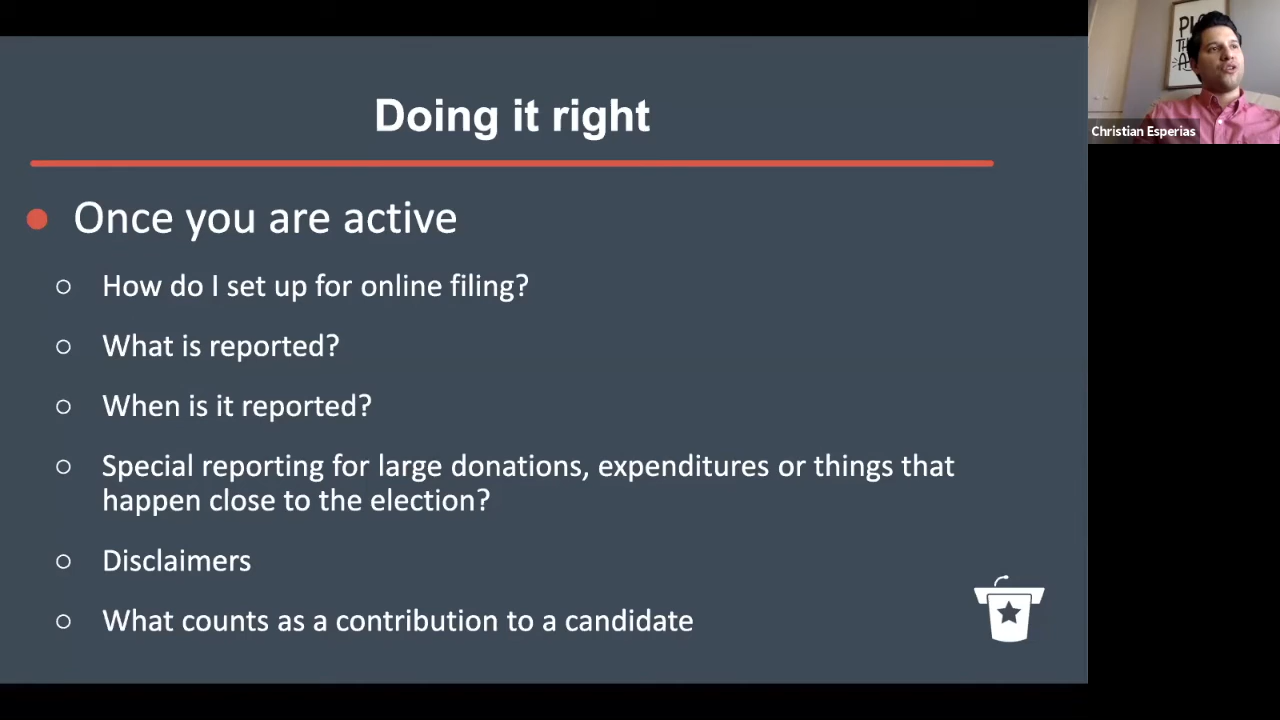 Doing it right
Once you are active
How do I set up for online filing?
What is reported?
When is it reported?
Special reporting for large donations, expenditures or things that
happen close to the election?
Disclaimers
What counts as a contribution to a candidate
Christian Esperias